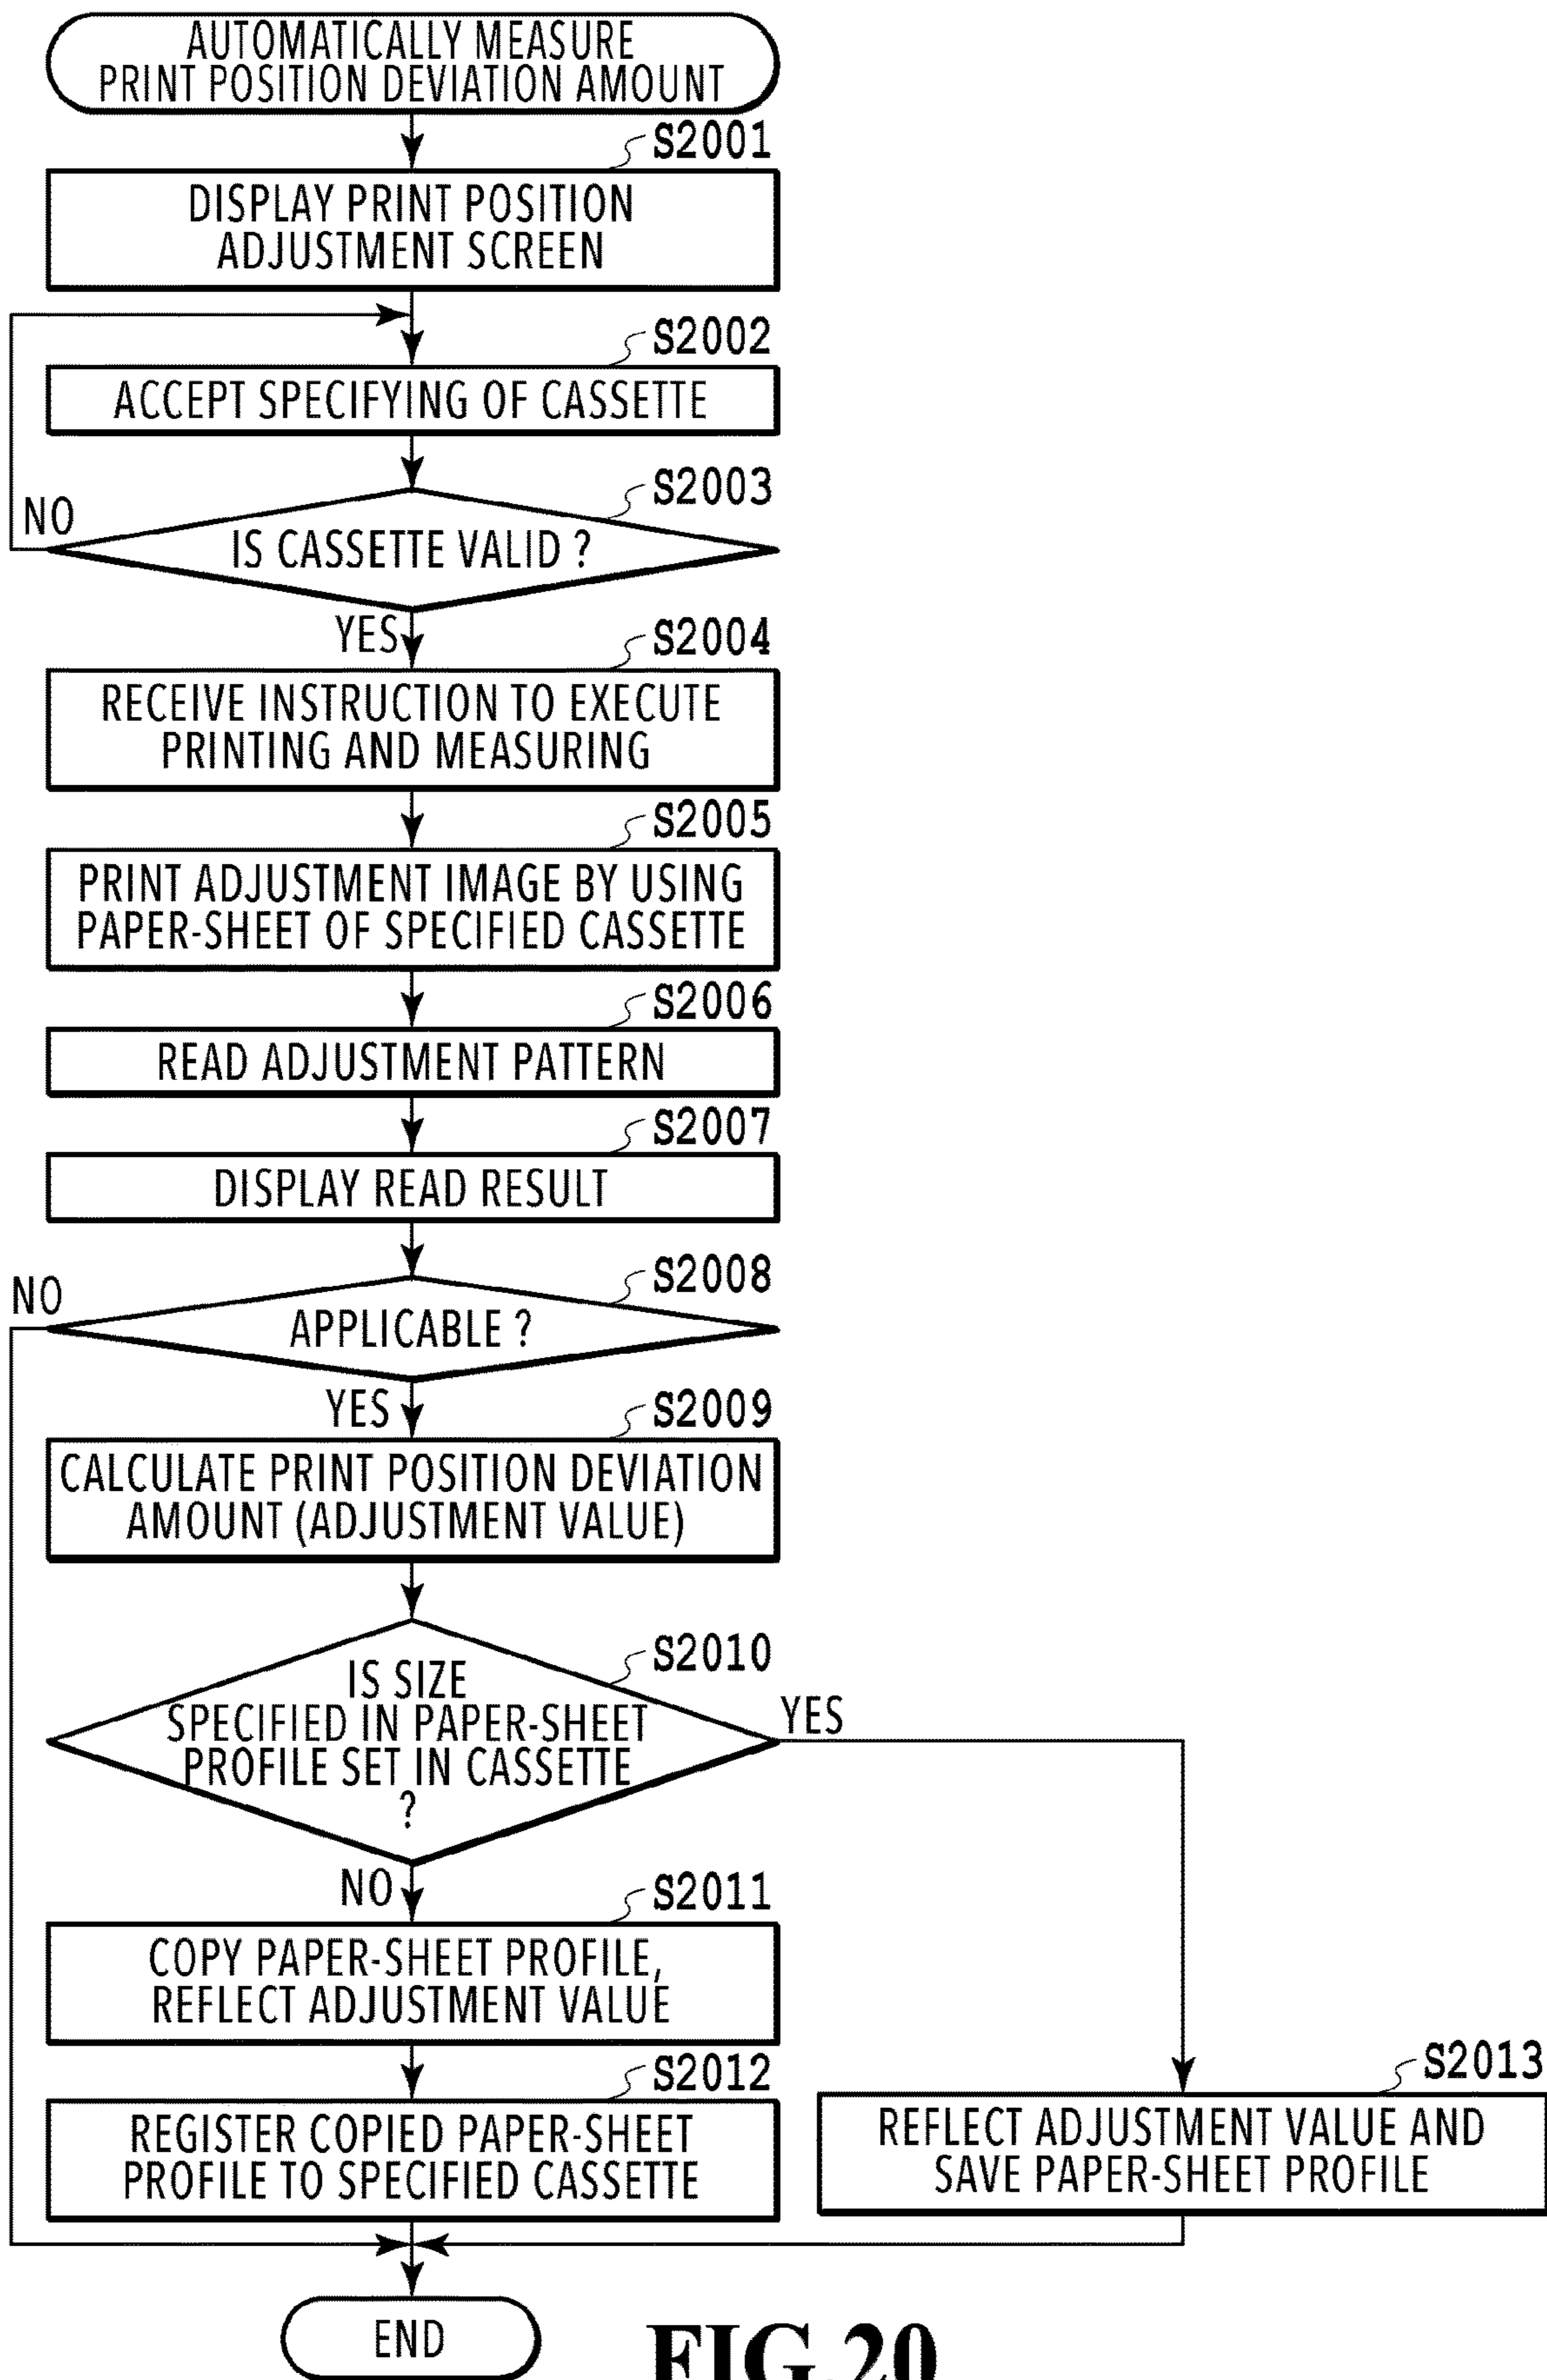 AUTOMATICALLY MEASURE
PRINT POSITION DEVIATION AMOUNT
S2001
DISPLAY PRINT POSITION
ADJUSTMENT SCREEN
S2002
ACCEPT SPECIFYING OF CASSETTE
S2003
NO
IS CASSETTE VALID ?
YES
S2004
RECEIVE INSTRUCTION TO EXECUTE
PRINTING AND MEASURING
S2005
PRINT ADJUSTMENT IMAGE BY USING
PAPER-SHEET OF SPECIFIED CASSETTE
S2006
READ ADJUSTMENT PATTERN
S2007
DISPLAY READ RESULT
S2008
NO
APPLICABLE ?
YES
S2009
CALCULATE PRINT POSITION DEVIATION
AMOUNT (ADJUSTMENT VALUE)
S2010
IS SIZE
SPECIFIED IN PAPER-SHEET
PROFILE SET IN CASSETTE
?
YES
NO
S2011
COPY PAPER-SHEET PROFILE,
REFLECT ADJUSTMENT VALUE
S2012
REGISTER COPIED PAPER-SHEET
PROFILE TO SPECIFIED CASSETTE
S2013
REFLECT ADJUSTMENT VALUE AND
SAVE PAPER-SHEET PROFILE
END
FIG.20